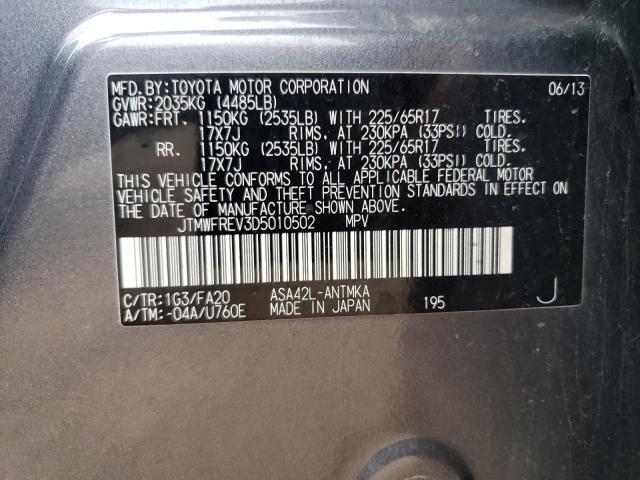 MFD.BY:TOYOTA MOTOR CORPORATION 06/13
GVWR:2035KG (4485LB)
GAWR:FRT. 1150KG (2535LB) WITH 225/65R17 TIRES.
17X7J RIMS, AT 230KPA (33PSI) COLD.
RR. 1150KG (2535LB) WITH 225/65R17 TIRES.
17X7J RIMS, AT 230KPA (33PSI) COLD.
THIS VEHICLE CONFORMS TO ALL APPLICABLE FEDERAL MOTOR
VEHICLE SAFETY AND THEFT PREVENTION STANDARDS IN EFFECT ON
THE DATE OF MANUFACTURE SHOWN ABOVE.
JTMWFREV3D5010502 MPV
C/TR:1G3/FA20 ASA42L-ANTMKA
A/TM:-04A/U760E MADE IN JAPAN 195 J